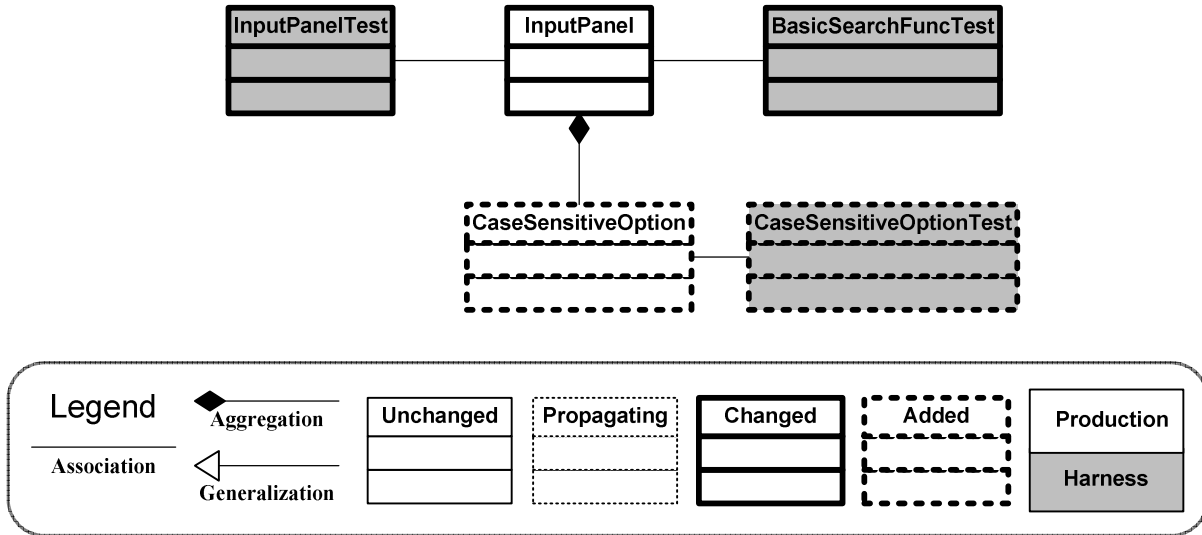 InputPanelTest
InputPanel
BasicSearchFuncTest
CaseSensitiveOption
CaseSensitiveOptionTest
Legend
Association
Aggregation
Generalization
Unchanged
Propagating
Changed
Added
Production
Harness